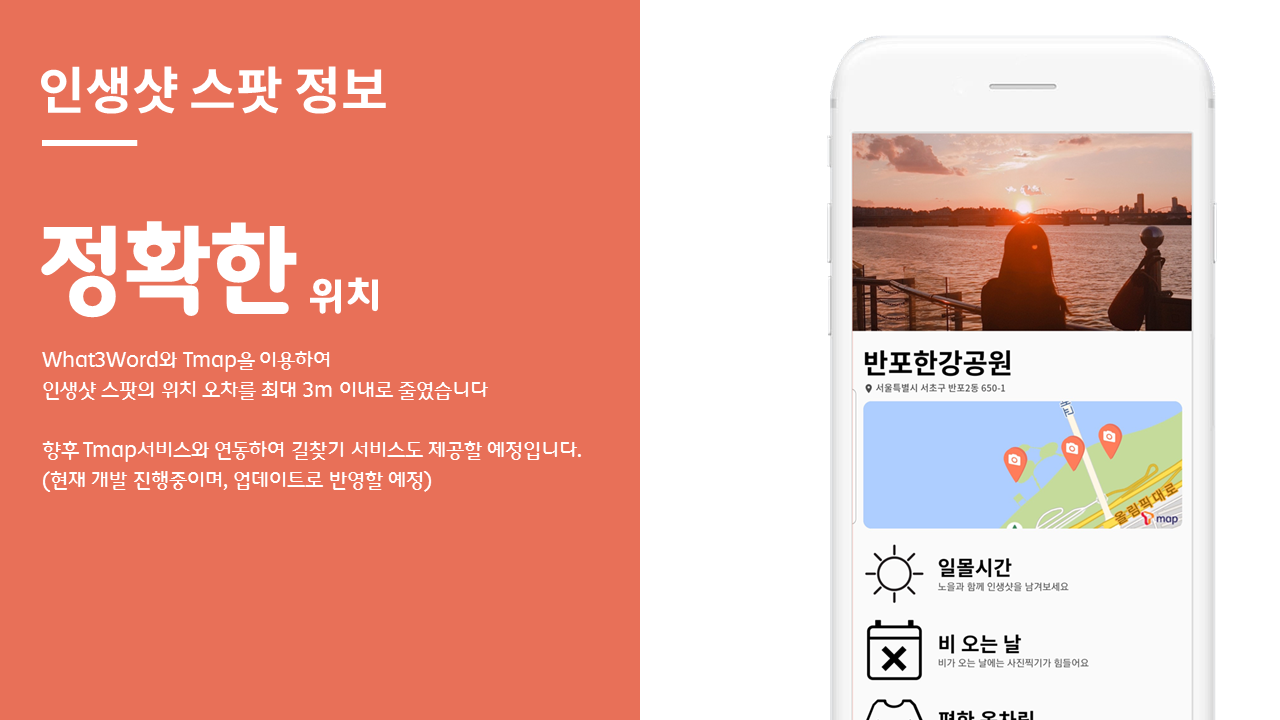 인생샷 스팟 정보
정확한 위치
What3Word와 Tmap을 이용하여
인생샷 스팟의 위치 오차를 최대 3m 이내로 줄였습니다
향후 Tmap서비스와 연동하여 길찾기 서비스도 제공할 예정입니다.
(현재 개발 진행중이며, 업데이트로 반영할 예정)
반포한강공원
서울특별시 서초구 반포2동 650-1
올림픽대로
Tmap
일몰시간
노을과 함께 인생샷을 남겨보세요
비 오는 날
비가 오는 날에는 사진찍기가 힘들어요
편한 옷차림